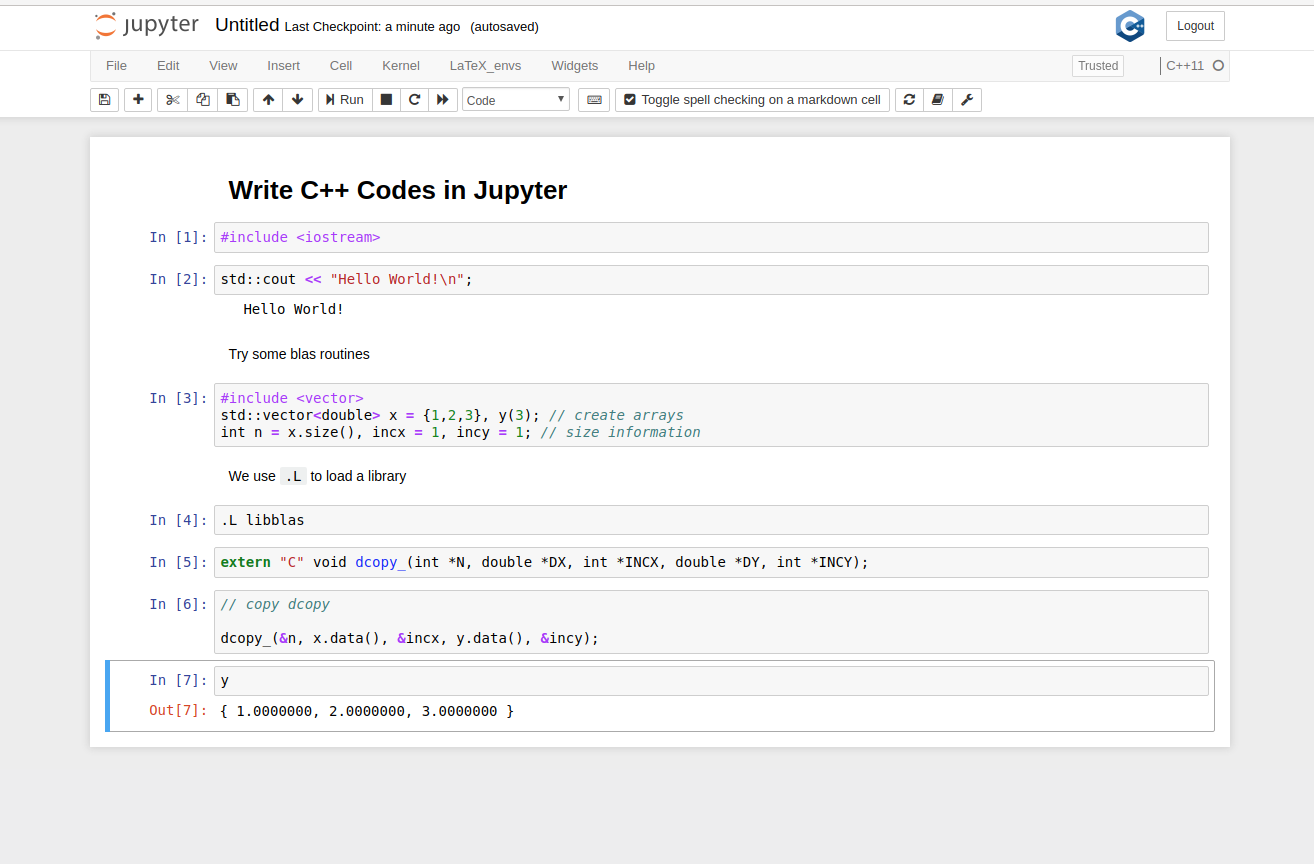 jupyter Untitled Last Checkpoint: a minute ago (autosaved) C++ Logout
File Edit View Insert Cell Kernel LaTeX_envs Widgets Help Trusted C++11
Run Code Toggle spell checking on a markdown cell
Write C++ Codes in Jupyter
In [1]: #include <iostream>
In [2]: std::cout << "Hello World!\n";
Hello World!
Try some blas routines
In [3]: #include <vector>
std::vector<double> x = {1,2,3}, y(3); // create arrays
int n = x.size(), incx = 1, incy = 1; // size information
We use .L to load a library
In [4]: .L libblas
In [5]: extern "C" void dcopy_(int *N, double *DX, int *INCX, double *DY, int *INCY);
In [6]: // copy dcopy
dcopy_(&n, x.data(), &incx, y.data(), &incy);
In [7]: y
Out[7]: { 1.0000000, 2.0000000, 3.0000000 }